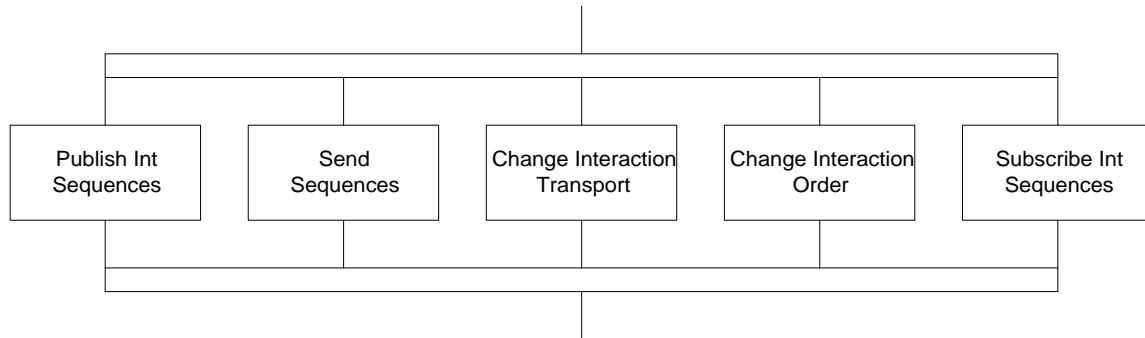 Publish Int
Sequences
Send
Sequences
Change Interaction
Transport
Change Interaction
Order
Subscribe Int
Sequences